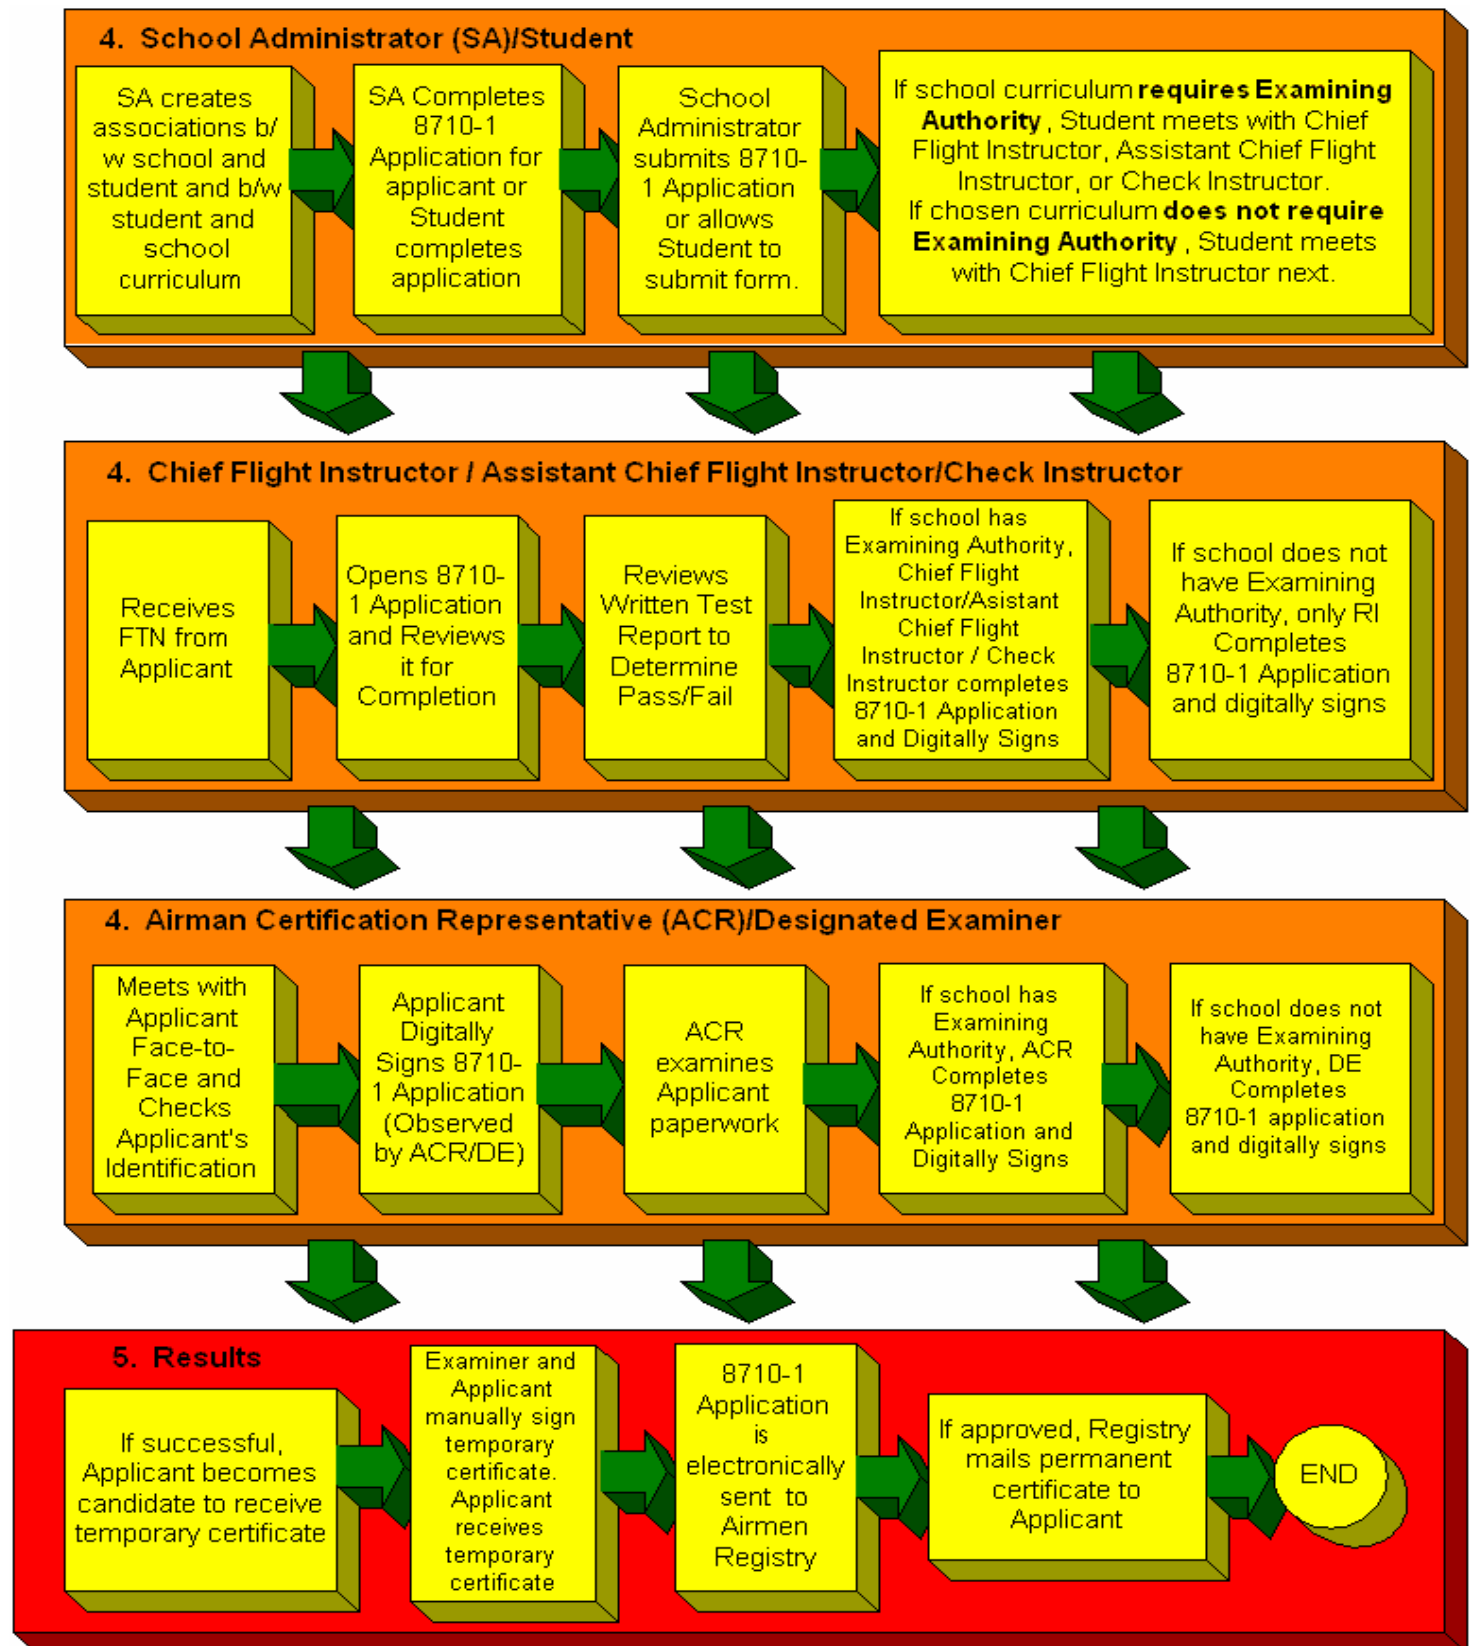 4. School Administrator (SA)/Student
SA creates
associations b/
w school and
student and b/w
student and
school
curriculum
SA Completes
8710-1
Application for
applicant or
Student
completes
application
School
Administrator
submits 8710-
1 Application
or allows
Student to
submit form.
If school curriculum requires Examining
Authority , Student meets with Chief
Flight Instructor, Assistant Chief Flight
Instructor, or Check Instructor.
If chosen curriculum does not require
Examining Authority , Student meets
with Chief Flight Instructor next.
4. Chief Flight Instructor / Assistant Chief Flight Instructor/Check Instructor
Receives
FTN from
Applicant
Opens 8710-
1 Application
and Reviews
it for
Completion
Reviews
Written Test
Report to
Determine
Pass/Fail
If school has
Examining Authority,
Chief Flight
Instructor/Asistant
Chief Flight
Instructor / Check
Instructor completes
8710-1 Application
and Digitally Signs
If school does not
have Examining
Authority, only RI
Completes
8710-1 Application
and digitally signs
4. Airman Certification Representative (ACR)/Designated Examiner
Meets with
Applicant
Face-to-
Face and
Checks
Applicant's
Identification
Applicant
Digitally
Signs 8710-
1 Application
(Observed
by ACR/DE)
ACR
examines
Applicant
paperwork
If school has
Examining
Authority, ACR
Completes
8710-1
Application and
Digitally Signs
If school does not
have Examining
Authority, DE
Completes
8710-1 application
and digitally signs
5. Results
If successful,
Applicant becomes
candidate to receive
temporary certificate
Examiner and
Applicant
manually sign
temporary
certificate.
Applicant
receives
temporary
certificate
8710-1
Application
is
electronically
sent to
Airmen
Registry
If approved, Registry
mails permanent
certificate to
Applicant
END